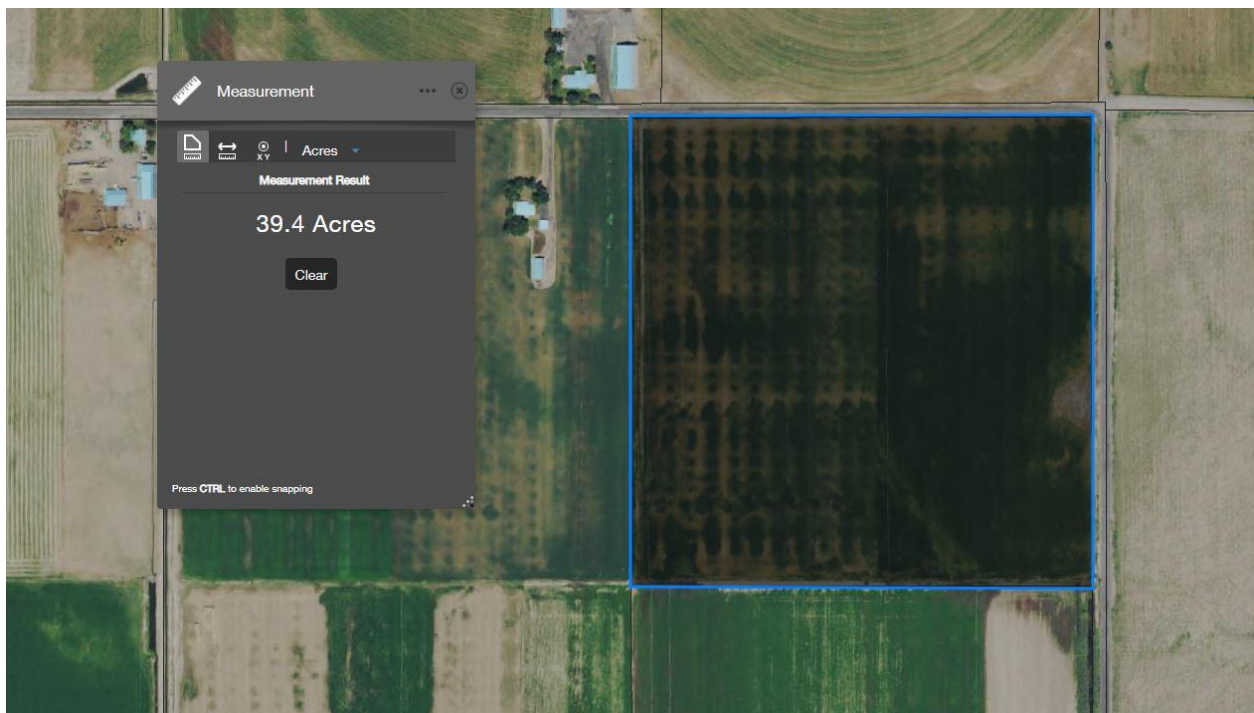 Measurement
X Y
Acres
Measurement Result
39.4 Acres
Clear
Press CTRL to enable snapping